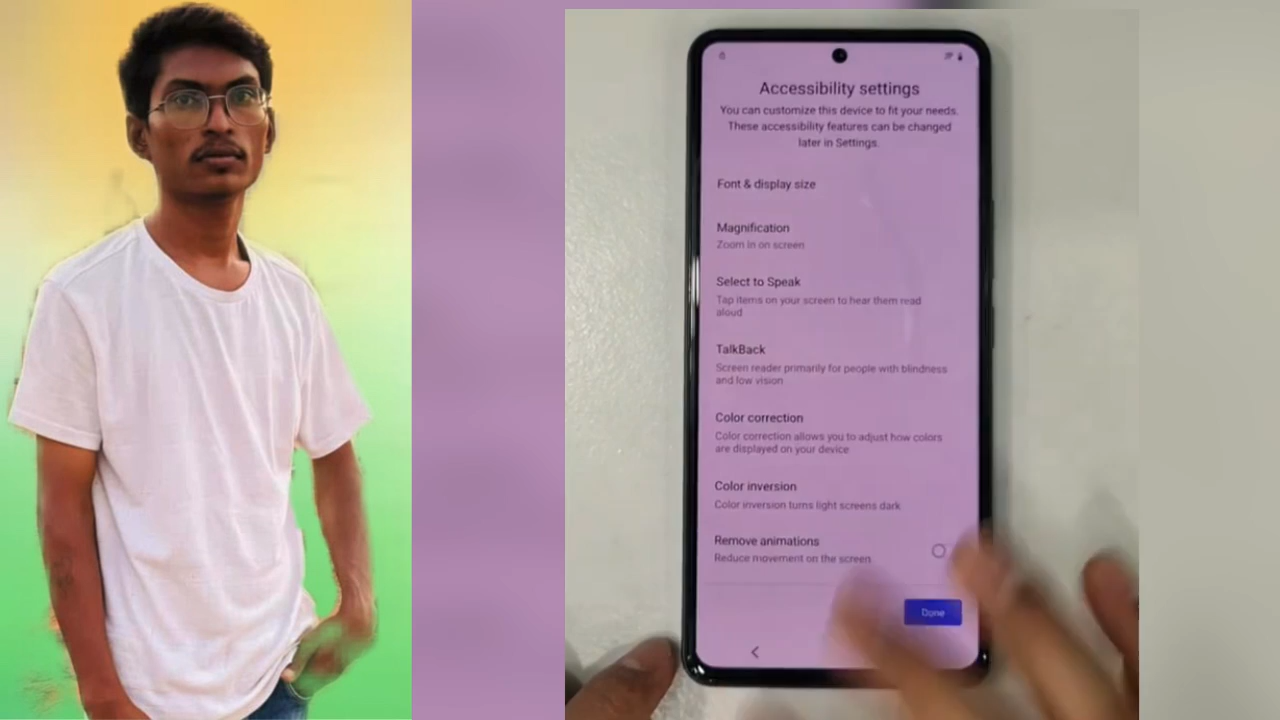 Accessibility settings
You can customize this device to fit your needs.
These accessibility features can be changed
later in Settings.
Font & display size
Magnification
Zoom in on screen
Select to Speak
Tap items on your screen to hear them read
aloud
TalkBack
Screen reader primarily for people with blindness
and low vision
Color correction
Color correction allows you to adjust how colors
are displayed on your device
Color inversion
Color inversion turns light screens dark
Remove animations
Reduce movement on the screen
Done